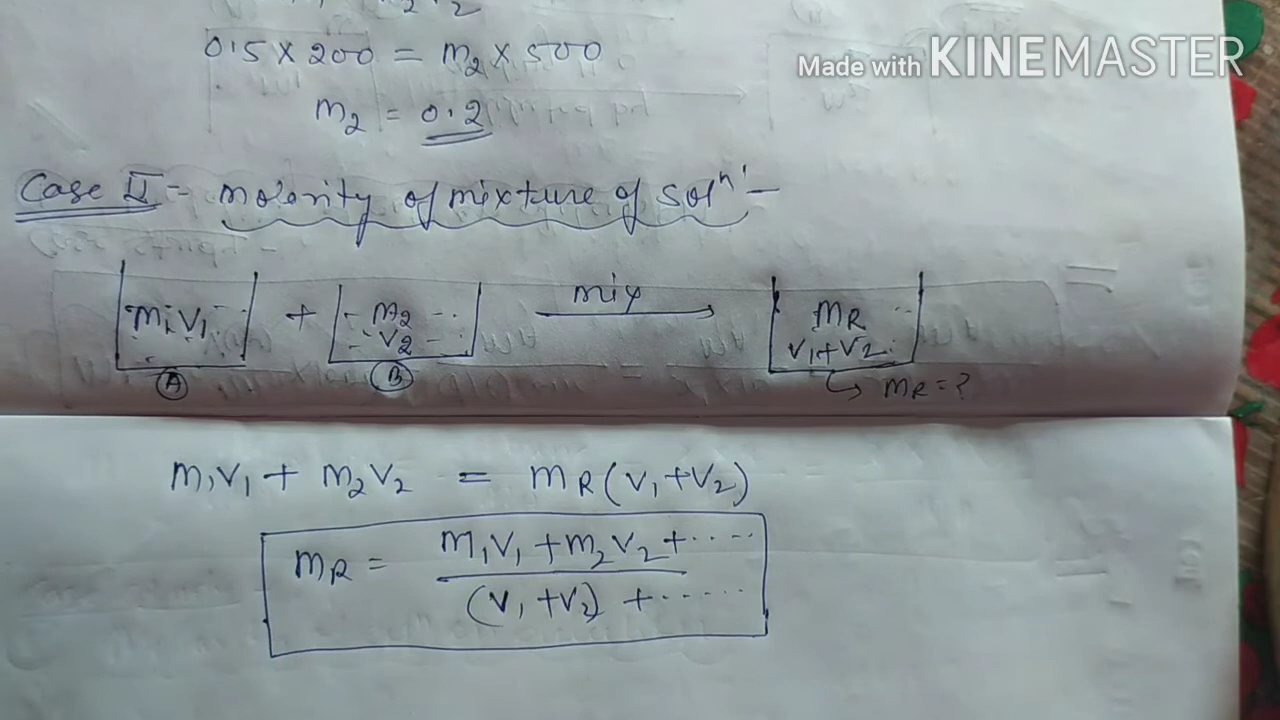 Made with KINEMASTER
0.5 × 200 = M₂ × 500
M₂ = 0.2
Case II - Molarity of mixture of solⁿ' -
M₁V₁ + M₂ V₂ mix MR V₁+V₂
A B MR = ?
M₁V₁ + M₂V₂ = MR (V₁+V₂)
MR = M₁V₁ + M₂V₂ + ..... / (V₁+V₂) + ......